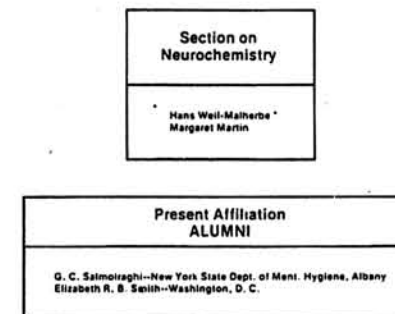 Section on
Neurochemistry
Hans Weil-Malherbe
Margaret Martin
Present Affiliation
ALUMNI
G. C. Salmoiraghi--New York State Dept. of Ment. Hygiene, Albany
Elizabeth R. B. Smith--Washington, D. C.